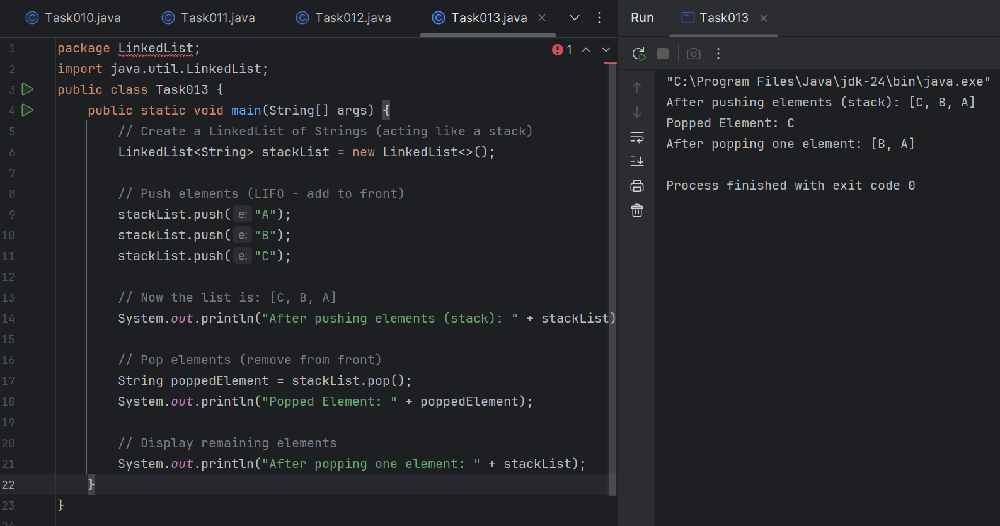 Task010.java Task011.java Task012.java Task013.java
1 package LinkedList; 1
2 import java.util.LinkedList;
3 public class Task013 {
4 public static void main(String[] args) {
5 // Create a LinkedList of Strings (acting like a stack)
6 LinkedList<String> stackList = new LinkedList<>();
7
8 // Push elements (LIFO - add to front)
9 stackList.push( e: "A");
10 stackList.push( e: "B");
11 stackList.push( e: "C");
12
13 // Now the list is: [C, B, A]
14 System.out.println("After pushing elements (stack): " + stackList)
15
16 // Pop elements (remove from front)
17 String poppedElement = stackList.pop();
18 System.out.println("Popped Element: " + poppedElement);
19
20 // Display remaining elements
21 System.out.println("After popping one element: " + stackList);
22 }
23 }
Run Task013
"C:\Program Files\Java\jdk-24\bin\java.exe"
After pushing elements (stack): [C, B, A]
Popped Element: C
After popping one element: [B, A]
Process finished with exit code 0